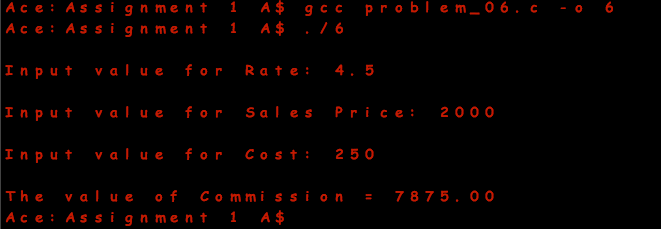 Ace:Assignment 1 A$ gcc problem_06.c -o 6
Ace:Assignment 1 A$ ./6
Input value for Rate: 4.5
Input value for Sales Price: 2000
Input value for Cost: 250
The value of Commission = 7875.00
Ace:Assignment 1 A$